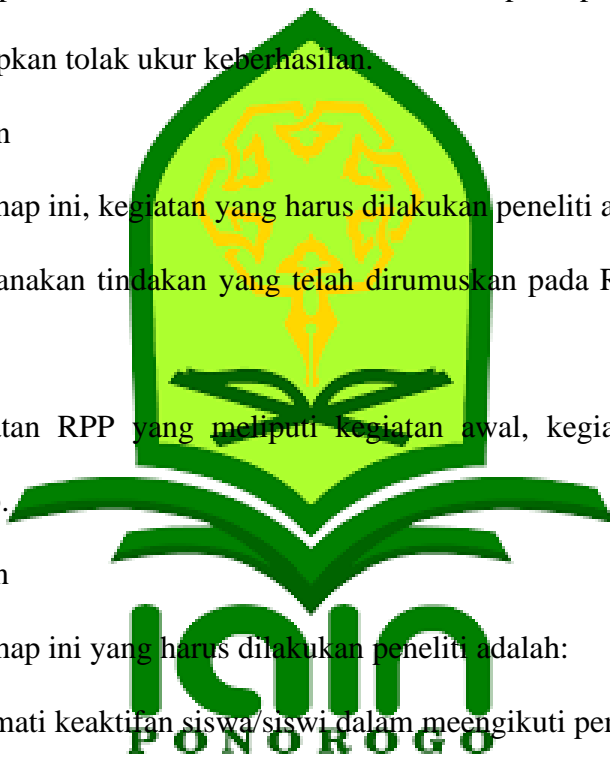 pkan tolak ukur keberhasilan.
n
hap ini, kegiatan yang harus dilakukan peneliti a
anakan tindakan yang telah dirumuskan pada R
tan RPP yang meliputi kegiatan awal, kegia
n
hap ini yang harus dilakukan peneliti adalah:
mati keaktifan siswa/siswi dalam meengikuti per
iain
PONOROGO